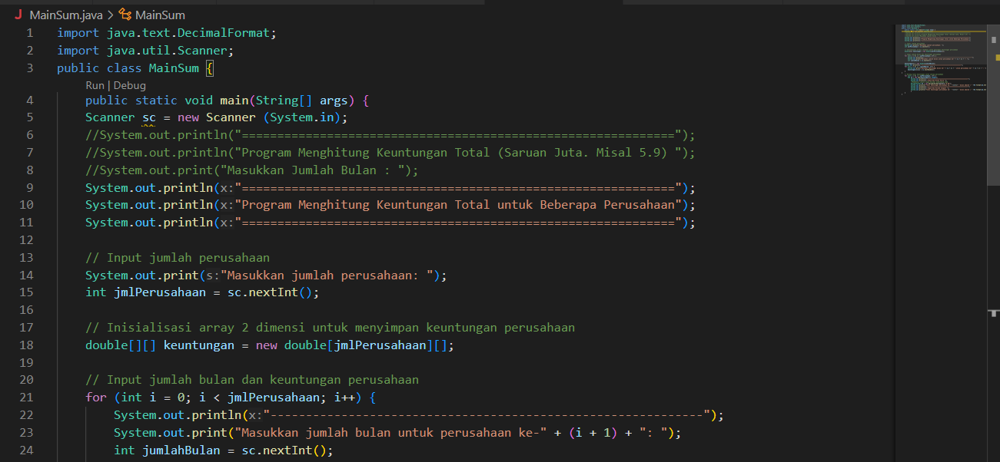 J MainSum.java > MainSum
1 import java.text.DecimalFormat;
2 import java.util.Scanner;
3 public class MainSum {
Run | Debug
4 public static void main(String[] args) {
5 Scanner sc = new Scanner (System.in);
6 //System.out.println("=============================================================");
7 //System.out.println("Program Menghitung Keuntungan Total (Saruan Juta. Misal 5.9) ");
8 //System.out.print("Masukkan Jumlah Bulan : ");
9 System.out.println(x:"=============================================================");
10 System.out.println(x:"Program Menghitung Keuntungan Total untuk Beberapa Perusahaan");
11 System.out.println(x:"=============================================================");
12
13 // Input jumlah perusahaan
14 System.out.print(s:"Masukkan jumlah perusahaan: ");
15 int jmlPerusahaan = sc.nextInt();
16
17 // Inisialisasi array 2 dimensi untuk menyimpan keuntungan perusahaan
18 double[][] keuntungan = new double[jmlPerusahaan][];
19
20 // Input jumlah bulan dan keuntungan perusahaan
21 for (int i = 0; i < jmlPerusahaan; i++) {
22 System.out.println(x:"-------------------------------------------------------------");
23 System.out.print("Masukkan jumlah bulan untuk perusahaan ke-" + (i + 1) + ": ");
24 int jumlahBulan = sc.nextInt();